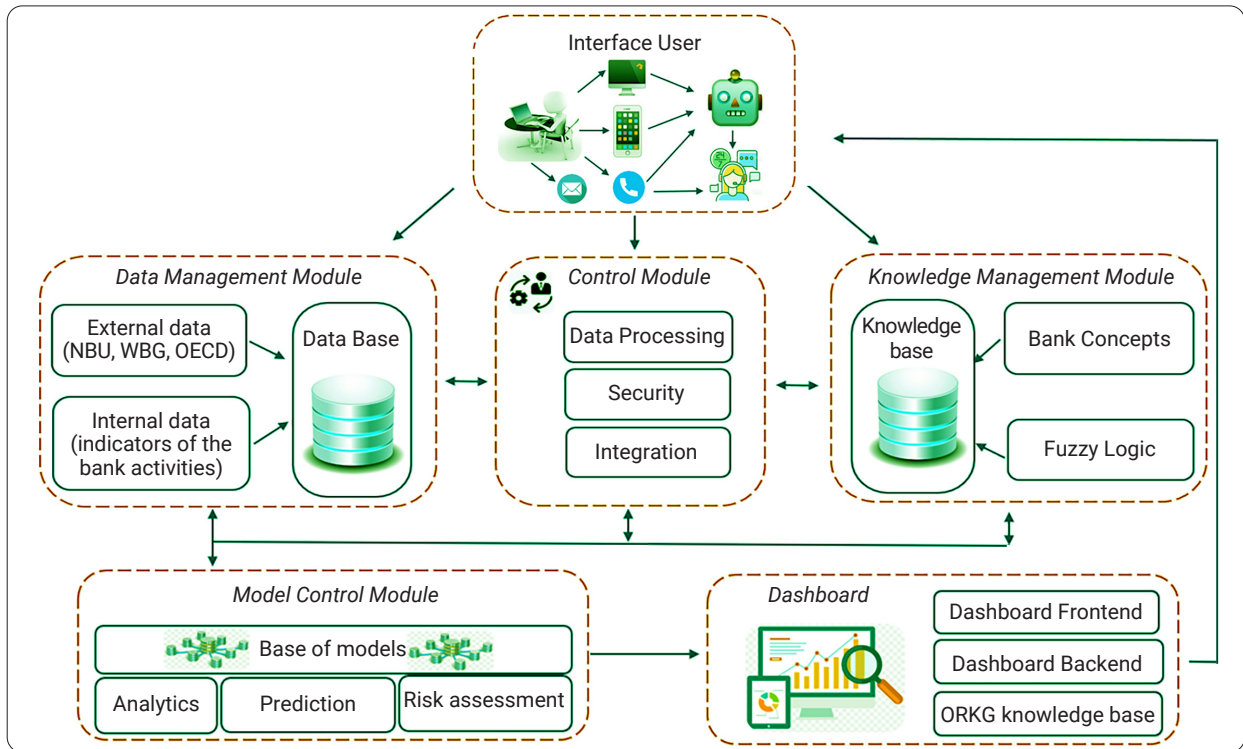 Interface User
Data Management Module
External data
(NBU, WBG, OECD)
Internal data
(indicators of the
bank activities)
Data Base
Control Module
Data Processing
Security
Integration
Knowledge Management Module
Knowledge
base
Bank Concepts
Fuzzy Logic
Model Control Module
Base of models
Analytics
Prediction
Risk assessment
Dashboard
Dashboard Frontend
Dashboard Backend
ORKG knowledge base